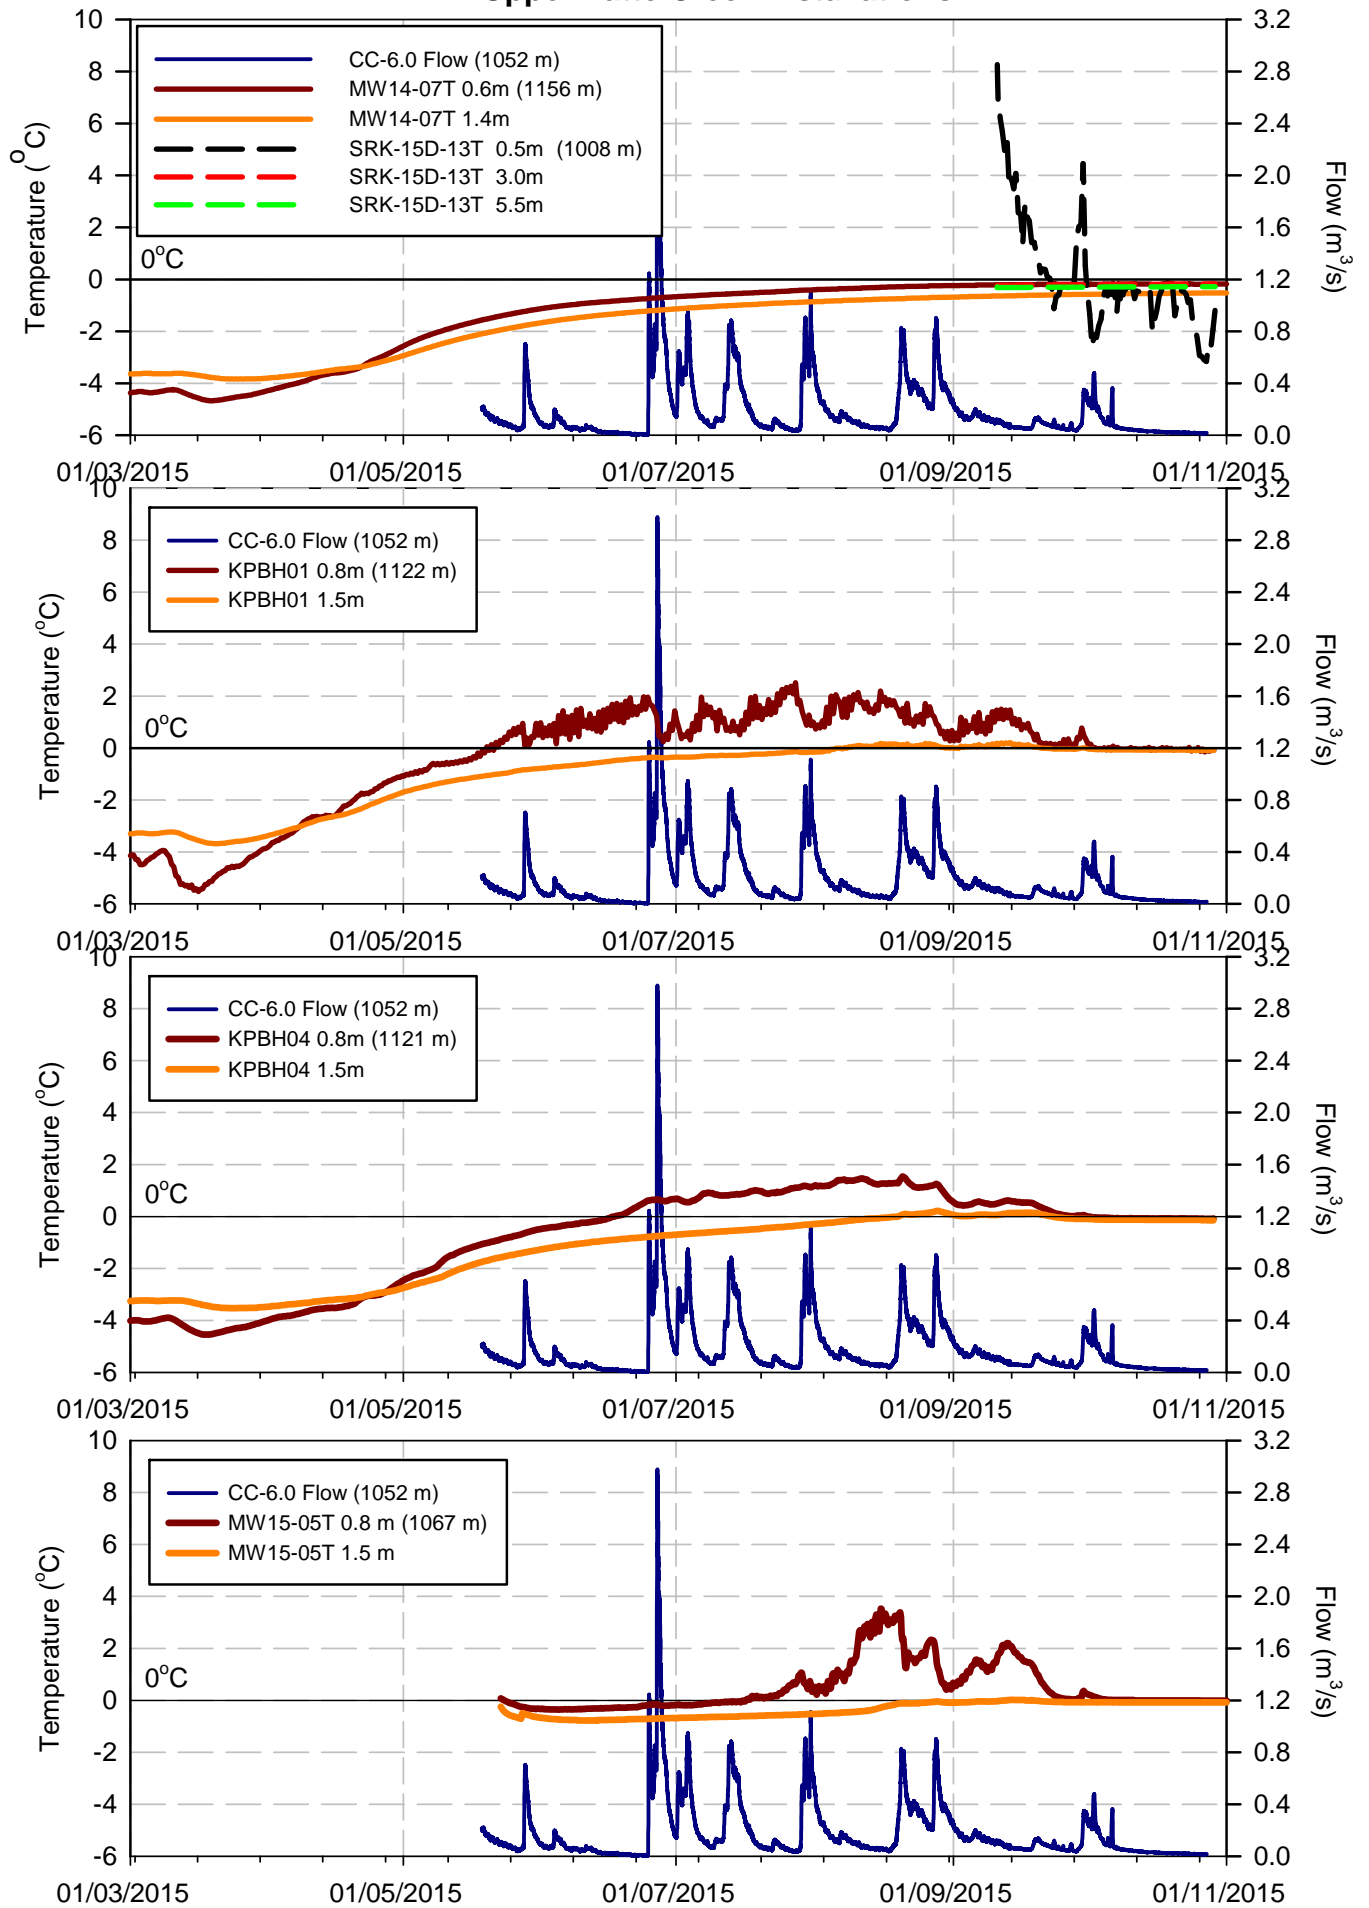 10
3.2
CC-6.0 Flow (1052 m)
MW14-07T 0.6m (1156 m)
MW14-07T 1.4m
SRK-15D-13T 0.5m (1008 m)
SRK-15D-13T 3.0m
SRK-15D-13T 5.5m
8
6
4
2
0
-2
-4
-6
2.8
2.4
2.0
1.6
1.2
0.8
0.4
0.0
0°C
Temperature (°C)
Flow (m³/s)
01/03/2015 01/05/2015 01/07/2015 01/09/2015 01/11/2015
10
3.2
CC-6.0 Flow (1052 m)
KPBH01 0.8m (1122 m)
KPBH01 1.5m
8
6
4
2
0
-2
-4
-6
2.8
2.4
2.0
1.6
1.2
0.8
0.4
0.0
0°C
Temperature (°C)
Flow (m³/s)
01/03/2015 01/05/2015 01/07/2015 01/09/2015 01/11/2015
10
3.2
CC-6.0 Flow (1052 m)
KPBH04 0.8m (1121 m)
KPBH04 1.5m
8
6
4
2
0
-2
-4
-6
2.8
2.4
2.0
1.6
1.2
0.8
0.4
0.0
0°C
Temperature (°C)
Flow (m³/s)
01/03/2015 01/05/2015 01/07/2015 01/09/2015 01/11/2015
10
3.2
CC-6.0 Flow (1052 m)
MW15-05T 0.8 m (1067 m)
MW15-05T 1.5 m
8
6
4
2
0
-2
-4
-6
2.8
2.4
2.0
1.6
1.2
0.8
0.4
0.0
0°C
Temperature (°C)
Flow (m³/s)
01/03/2015 01/05/2015 01/07/2015 01/09/2015 01/11/2015